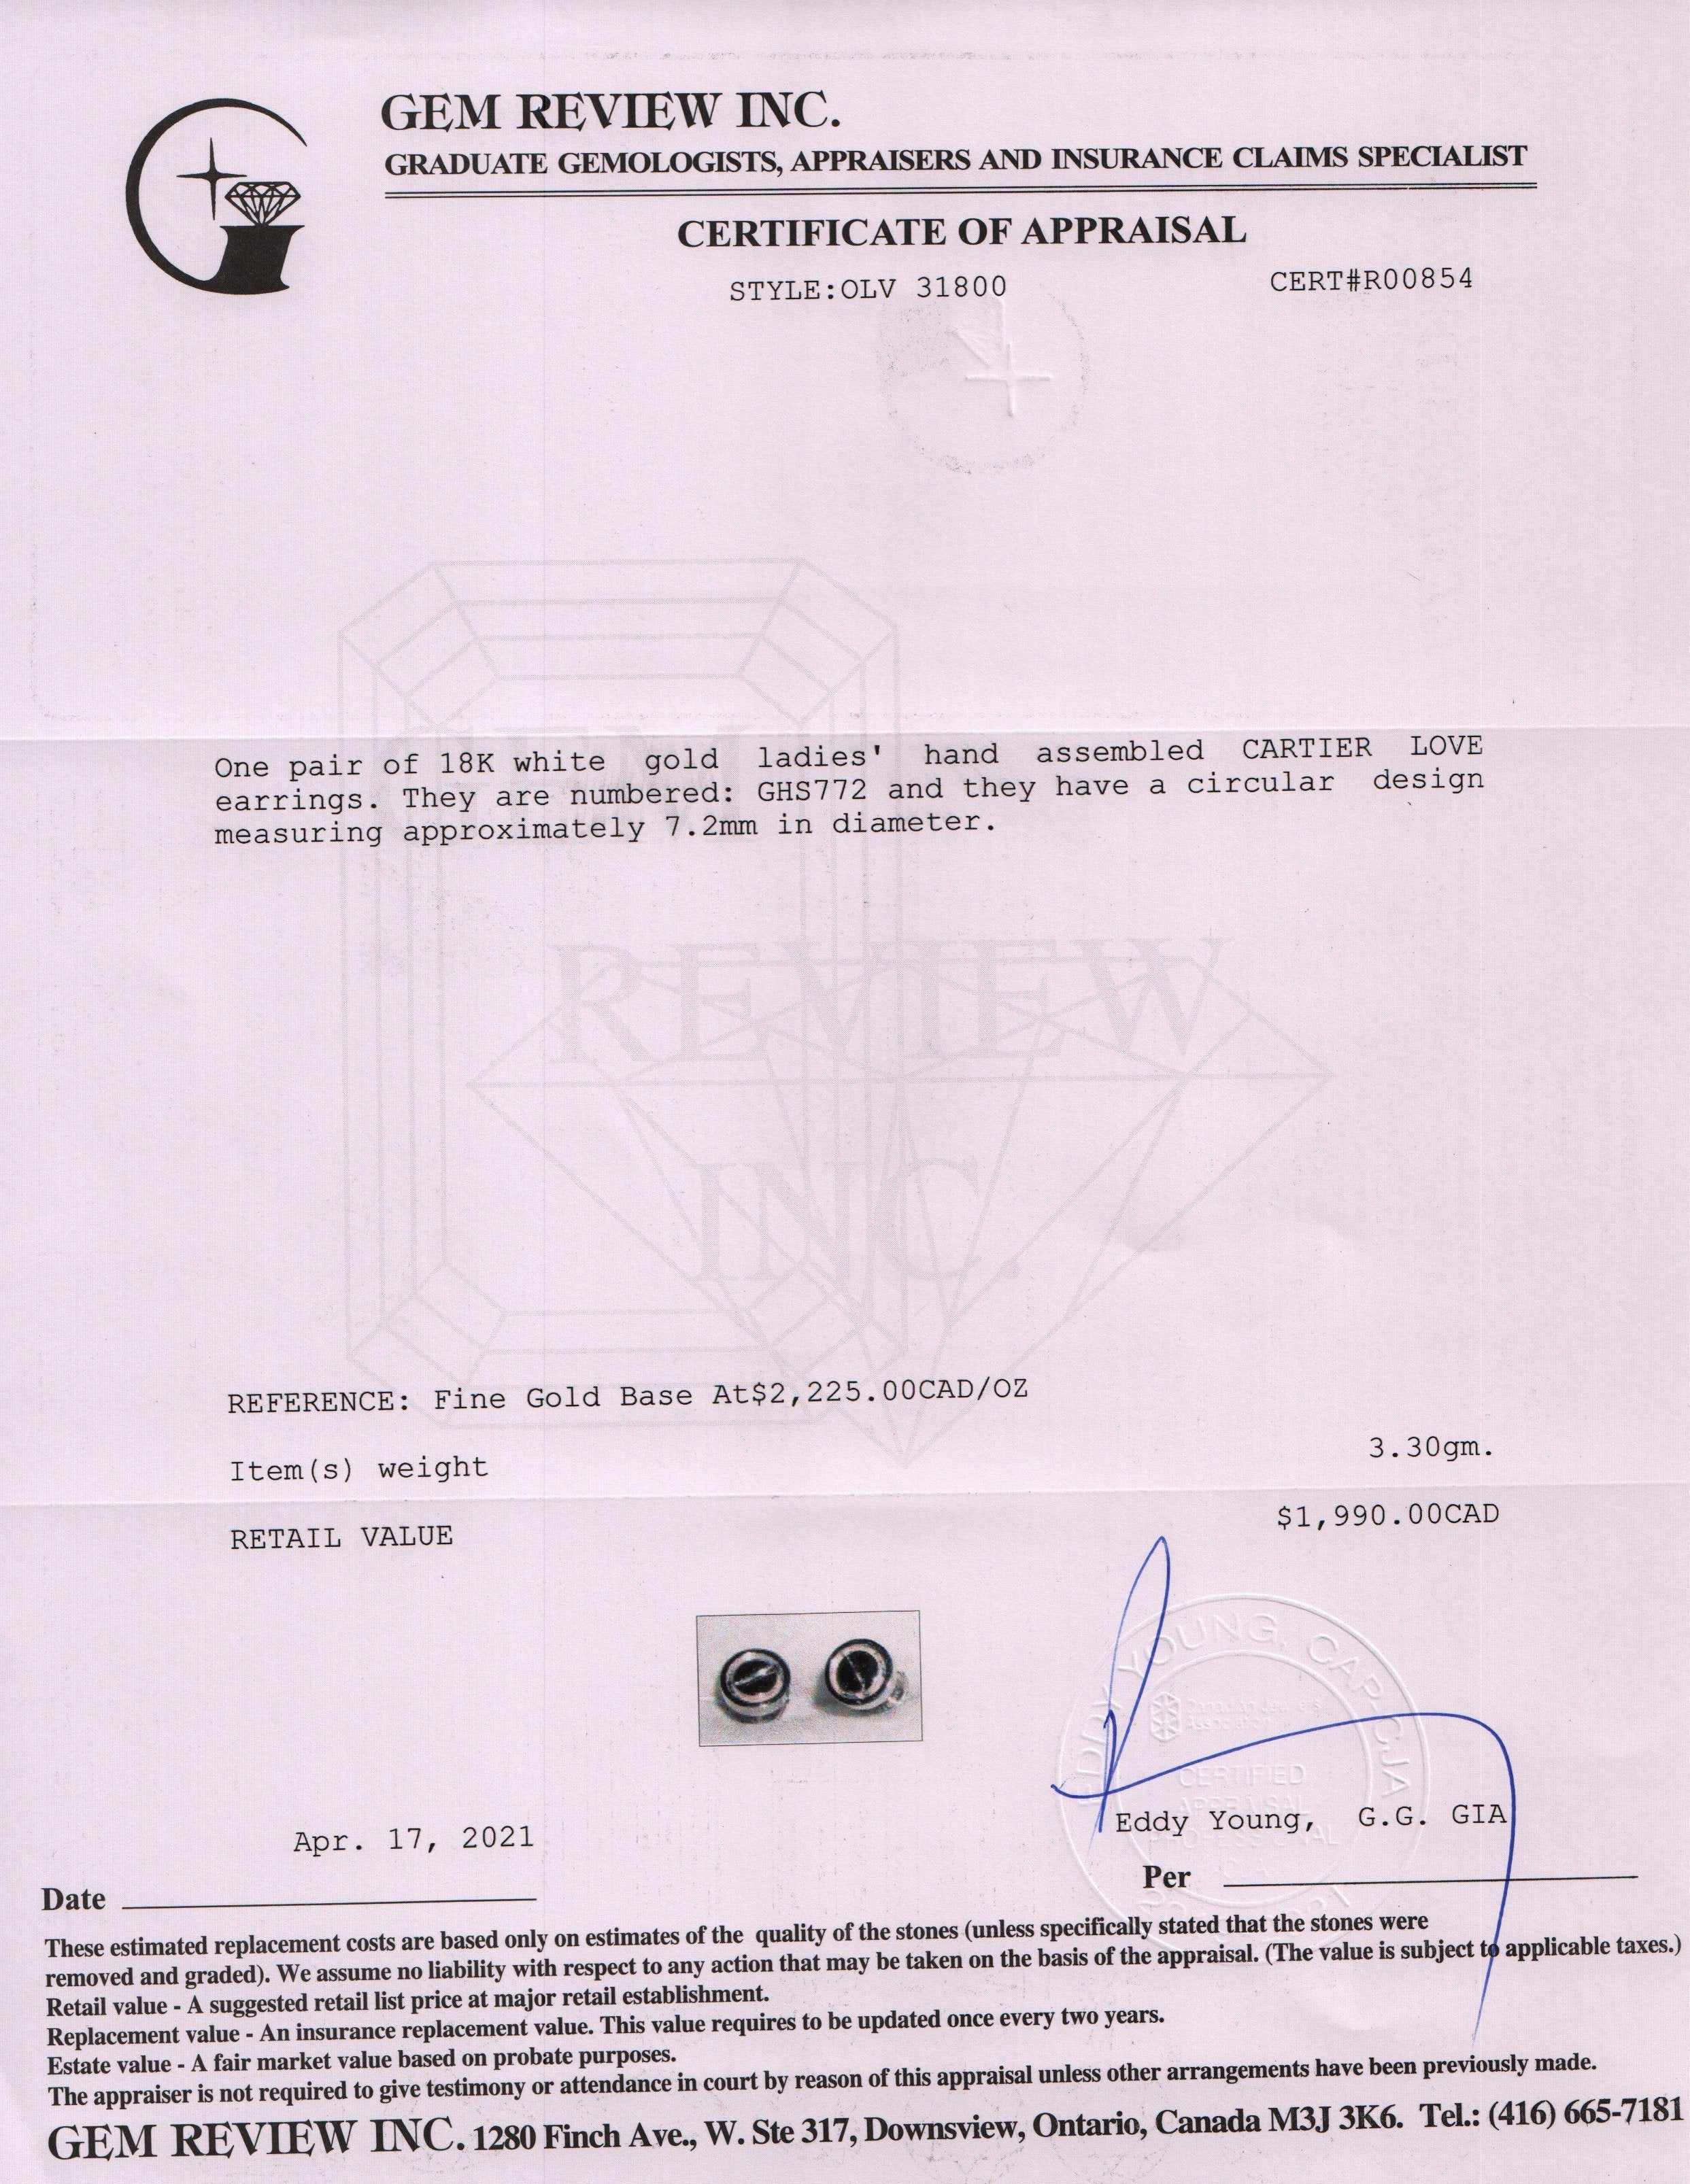 GEM REVIEW INC.
GRADUATE GEMOLOGISTS, APPRAISERS AND INSURANCE CLAIMS SPECIALIST
CERTIFICATE OF APPRAISAL
STYLE:OLV 31800 CERT#R00854
One pair of 18K white gold ladies' hand assembled CARTIER LOVE
earrings. They are numbered: GHS772 and they have a circular design
measuring approximately 7.2mm in diameter.
REVIEW
INC.
REFERENCE: Fine Gold Base At$2,225.00CAD/OZ
Item(s) weight 3.30gm.
RETAIL VALUE $1,990.00CAD
EDDY YOUNG, CAP CJA
CERTIFIED
APPRAISAL
Apr. 17, 2021
Eddy Young, G.G. GIA
Date
Per
These estimated replacement costs are based only on estimates of the quality of the stones (unless specifically stated that the stones were
removed and graded). We assume no liability with respect to any action that may be taken on the basis of the appraisal. (The value is subject to applicable taxes.)
Retail value - A suggested retail list price at major retail establishment.
Replacement value - An insurance replacement value. This value requires to be updated once every two years.
Estate value - A fair market value based on probate purposes.
The appraiser is not required to give testimony or attendance in court by reason of this appraisal unless other arrangements have been previously made.
GEM REVIEW INC. 1280 Finch Ave., W. Ste 317, Downsview, Ontario, Canada M3J 3K6. Tel.: (416) 665-7181